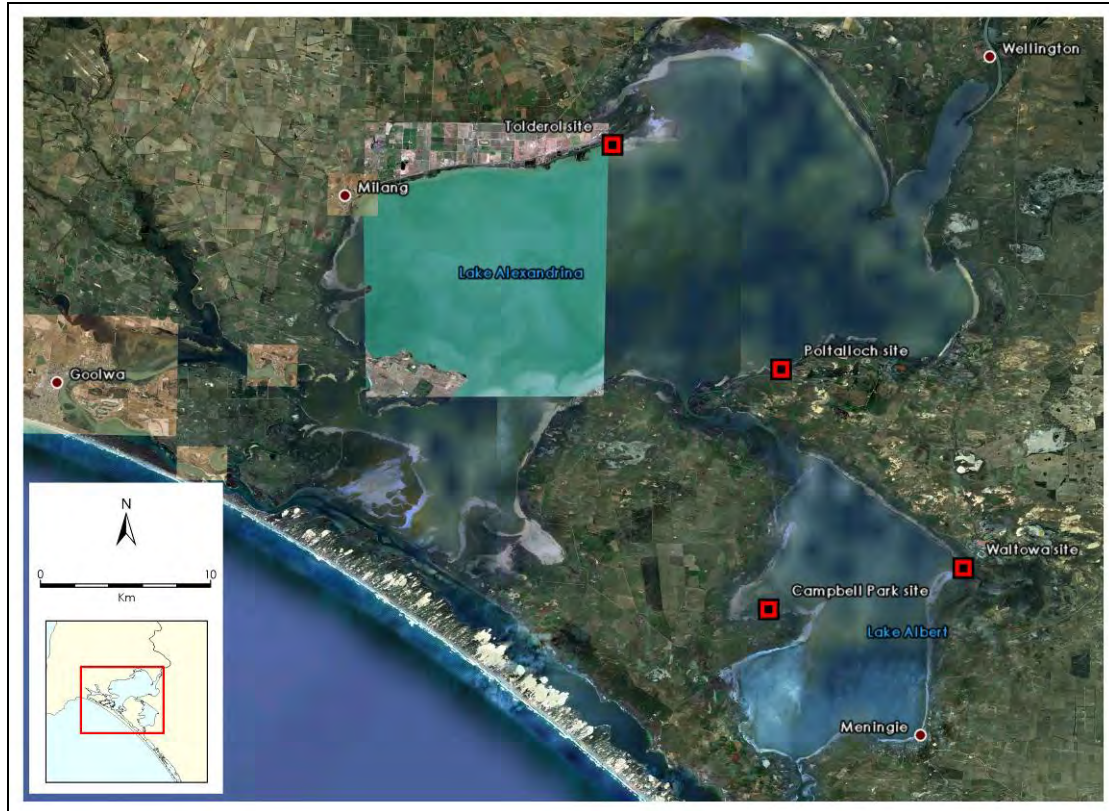 Wellington
Tolderol site
Milang
Lake Alexandrina
Poltalloch site
Goolwa
N
0
10
Km
Waltowa site
Campbell Park site
Lake Albert
Meningie